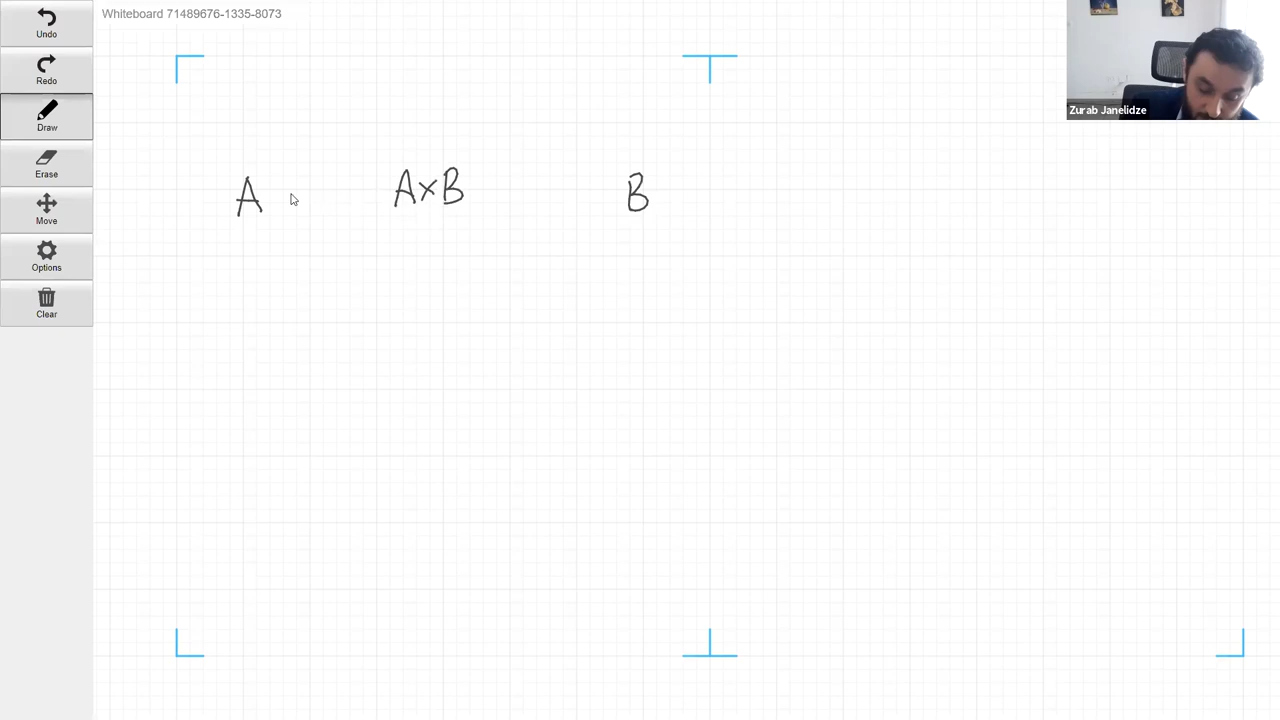 Whiteboard 71489676-1335-8073
Undo
Redo
Draw
Erase
Move
Options
Clear
A A×B B
Zurab Janelidze